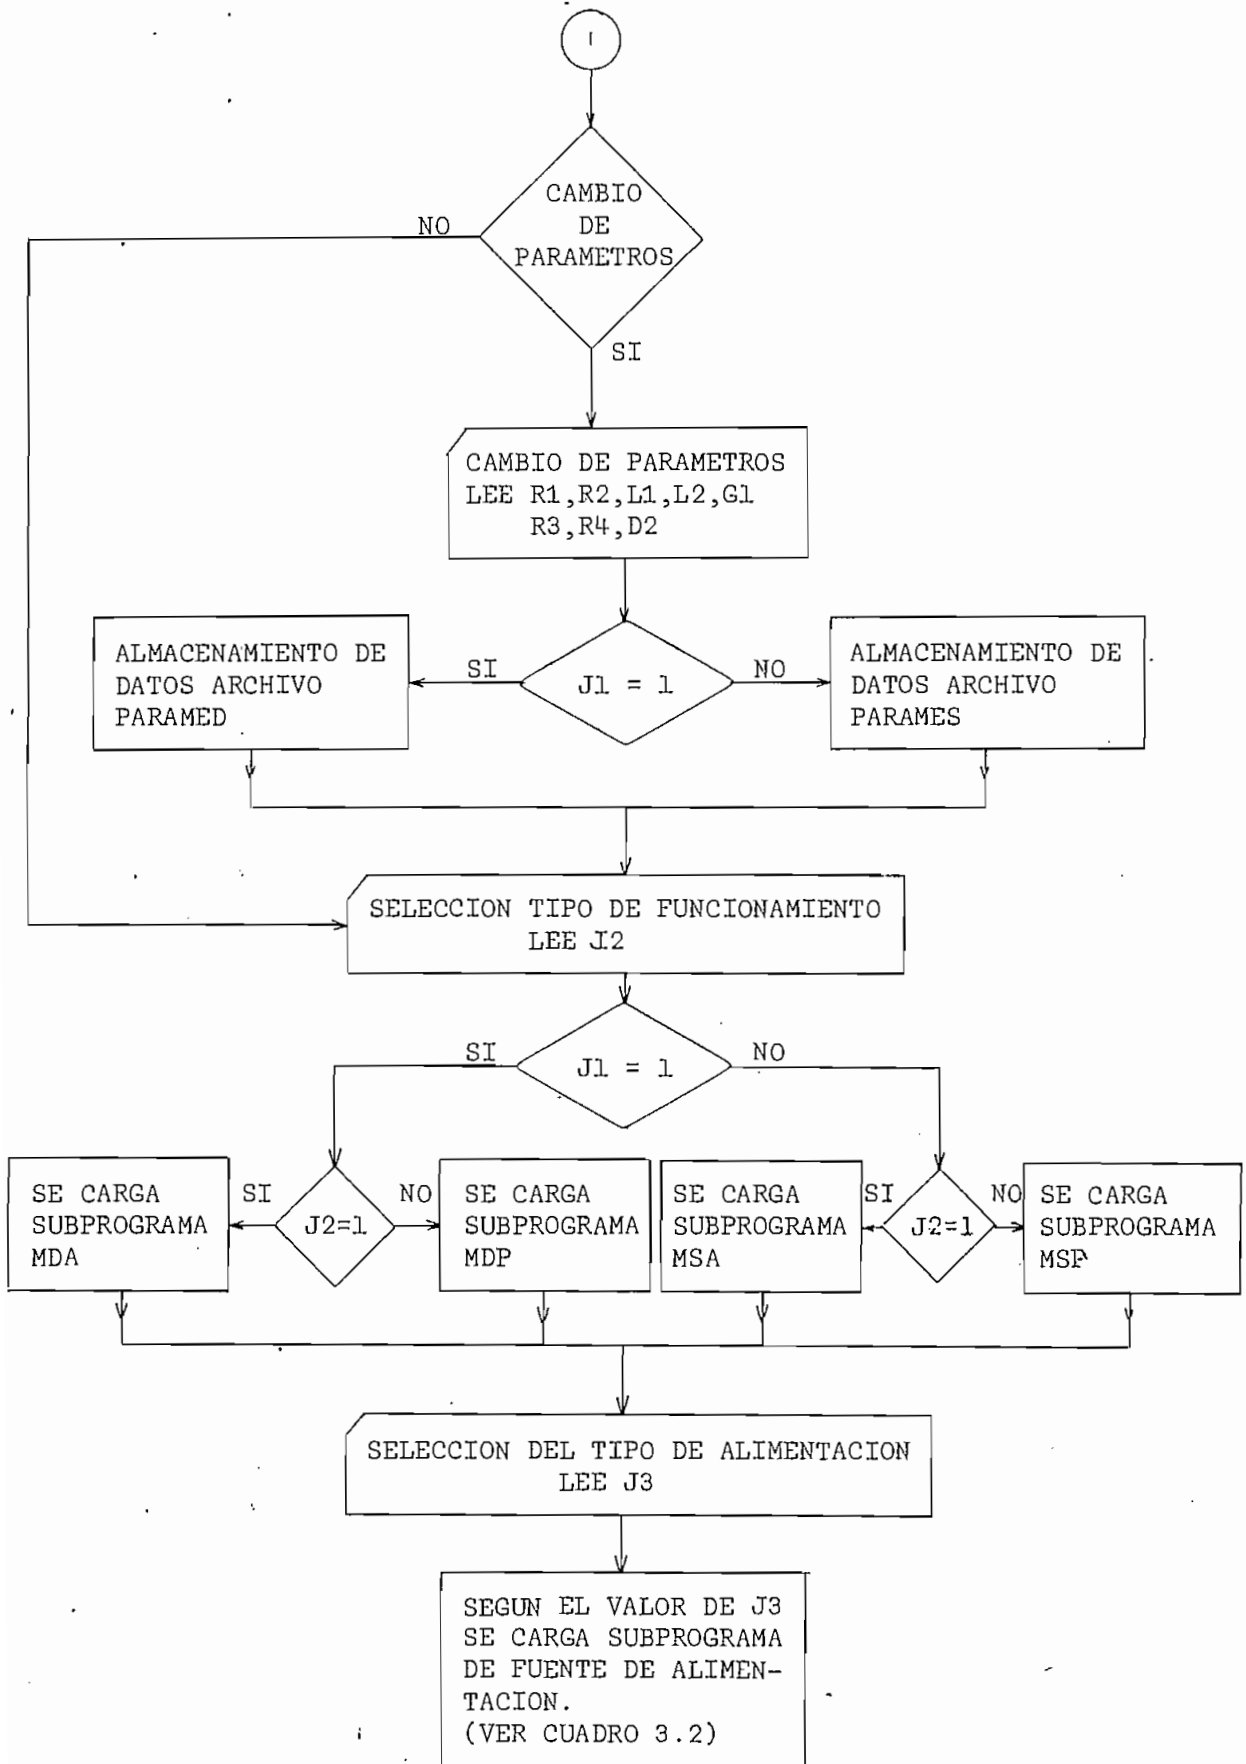 1
CAMBIO
DE
PARAMETROS
NO
SI
CAMBIO DE PARAMETROS
LEE R1,R2,L1,L2,G1
R3,R4,D2
ALMACENAMIENTO DE
DATOS ARCHIVO
PARAMED
SI
J1 = 1
NO
ALMACENAMIENTO DE
DATOS ARCHIVO
PARAMES
SELECCION TIPO DE FUNCIONAMIENTO
LEE J2
SI
J1 = 1
NO
SE CARGA
SUBPROGRAMA
MDA
SI
J2=1
NO
SE CARGA
SUBPROGRAMA
MDP
SE CARGA
SUBPROGRAMA
MSA
SI
J2=1
NO
SE CARGA
SUBPROGRAMA
MSP
SELECCION DEL TIPO DE ALIMENTACION
LEE J3
SEGUN EL VALOR DE J3
SE CARGA SUBPROGRAMA
DE FUENTE DE ALIMEN-
TACION.
(VER CUADRO 3.2)